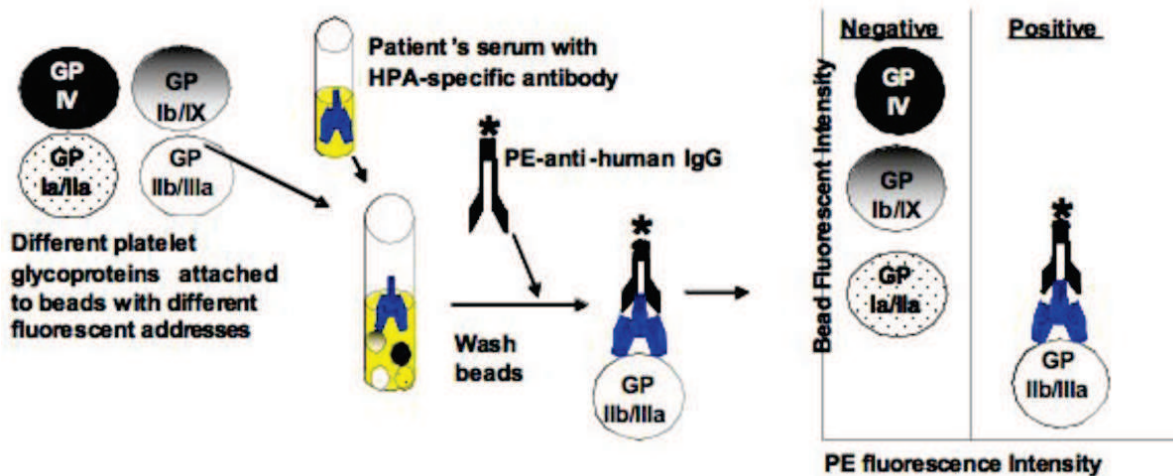 GP
IV
GP
Ib/IX
GP
Ia/IIa
GP
IIb/IIIa
Different platelet
glycoproteins attached
to beads with different
fluorescent addresses
Patient's serum with
HPA-specific antibody
*
PE-anti-human IgG
Wash
beads
*
GP
IIb/IIIa
Bead Fluorescent Intensity
Negative
Positive
GP
IV
GP
Ib/IX
GP
Ia/IIa
*
GP
IIb/IIIa
PE fluorescence Intensity